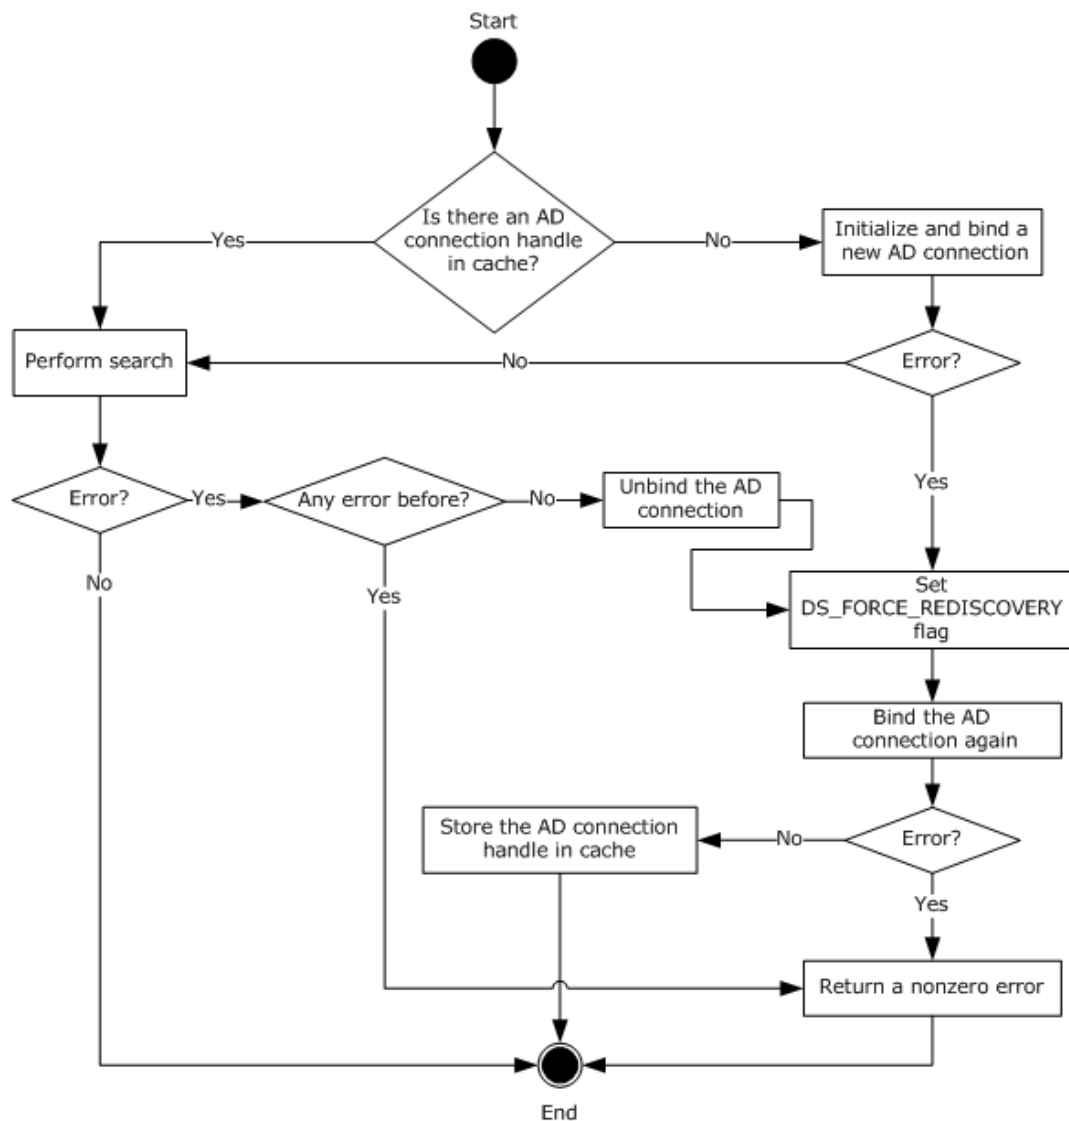 Start
Is there an AD
connection handle
in cache?
Yes
No
Initialize and bind a
new AD connection
Perform search
No
Error?
Error?
Yes
Any error before?
No
Unbind the AD
connection
Yes
No
Yes
Set
DS_FORCE_REDISCOVERY
flag
Bind the AD
connection again
Store the AD connection
handle in cache
No
Error?
Yes
Return a nonzero error
End